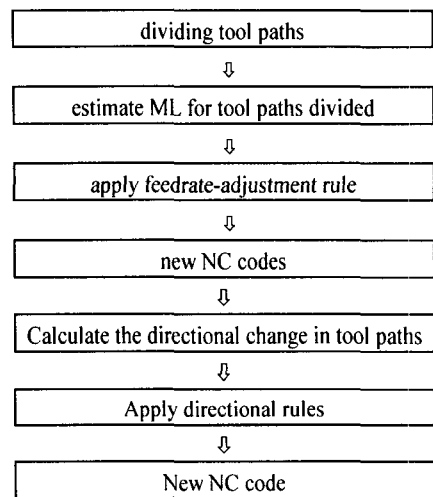 dividing tool paths
⇩
estimate ML for tool paths divided
⇩
apply feedrate-adjustment rule
⇩
new NC codes
⇩
Calculate the directional change in tool paths
⇩
Apply directional rules
⇩
New NC code